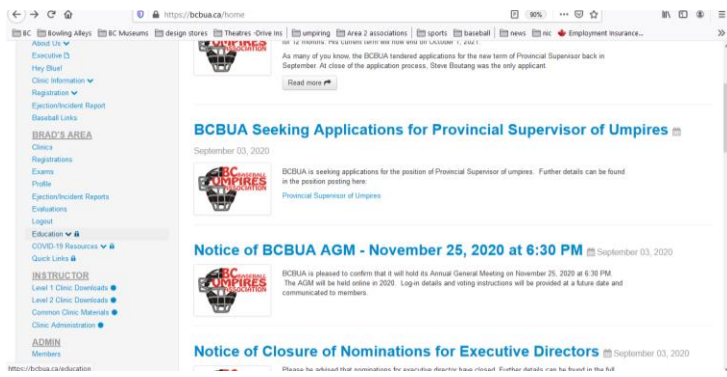 https://bcbua.ca/home
90%
BC
Bowling Alleys
BC Museums
design stores
Theatres -Drive Ins
umpiring
Area 2 associations
sports
baseball
news
nic
Employment Insurance...
About Us
Executive
Hey Blue!
Clinic Information
Registration
Ejection/Incident Report
Baseball Links
BRAD'S AREA
Clinics
Registrations
Exams
Profile
Ejection/Incident Reports
Evaluations
Logout
Education
COVID-19 Resources
Quick Links
INSTRUCTOR
Level 1 Clinic Downloads
Level 2 Clinic Downloads
Common Clinic Materials
Clinic Administration
ADMIN
Members
https://bcbua.ca/education
UMPIRES
ASSOCIATION
for 12 months. His current term will now end on October 1, 2021.
As many of you know, the BCBUA tendered applications for the new term of Provincial Supervisor back in
September. At close of the application process, Steve Boutang was the only applicant.
Read more
BCBUA Seeking Applications for Provincial Supervisor of Umpires
September 03, 2020
BC BASEBALL
UMPIRES
ASSOCIATION
BCBUA is seeking applications for the position of Provincial Supervisor of umpires. Further details can be found
in the position posting here:
Provincial Supervisor of Umpires
Notice of BCBUA AGM - November 25, 2020 at 6:30 PM September 03, 2020
BC BASEBALL
UMPIRES
ASSOCIATION
BCBUA is pleased to confirm that it will hold its Annual General Meeting on November 25, 2020 at 6:30 PM.
The AGM will be held online in 2020. Log-in details and voting instructions will be provided at a future date and
communicated to members.
Notice of Closure of Nominations for Executive Directors September 03, 2020
Please be advised that nominations for executive director have closed. Further details can be found in the full